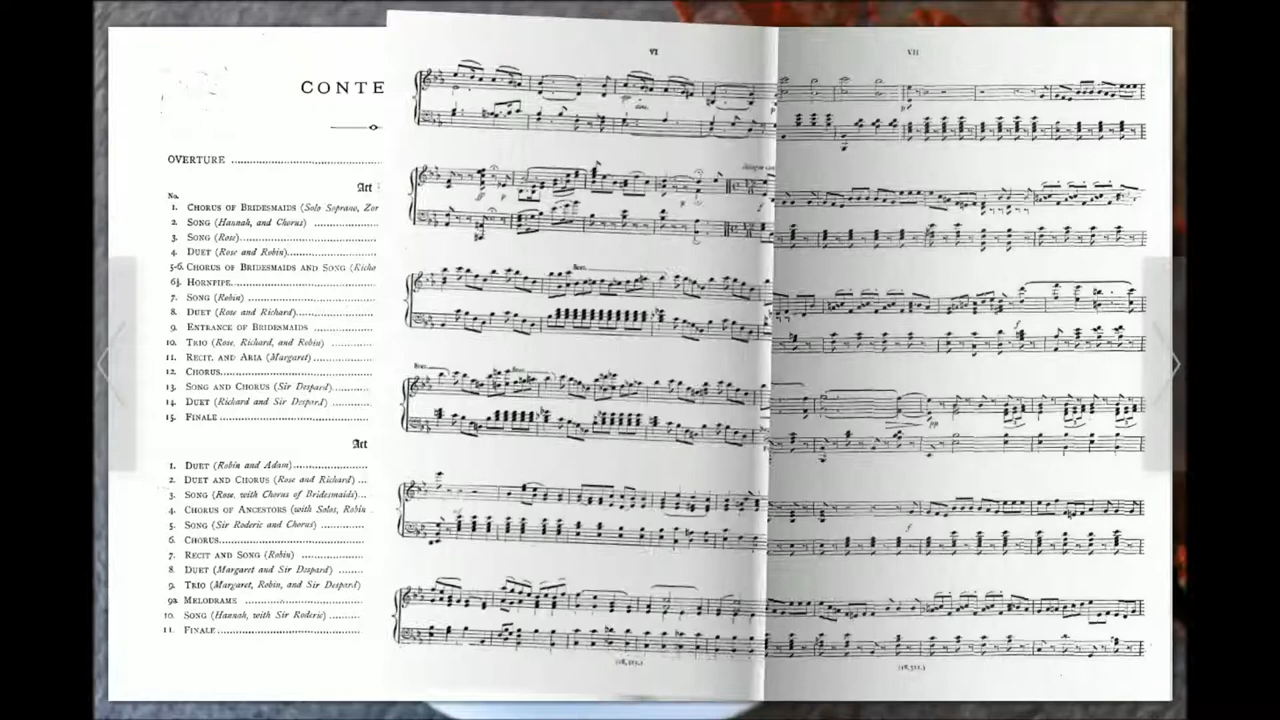 CONTE
OVERTURE
Act
No.
1. CHORUS OF BRIDESMAIDS (Solo Soprano, Zor
2. SONG (Hannah, and Chorus)
3. SONG (Rose)
4. DUET (Rose and Robin)
5-6. CHORUS OF BRIDESMAIDS AND SONG (Richa
6½. HORNPIPE
7. SONG (Robin)
8. DUET (Rose and Richard)
9. ENTRANCE OF BRIDESMAIDS
10. TRIO (Rose, Richard, and Robin)
11. RECIT. AND ARIA (Margaret)
12. CHORUS
13. SONG AND CHORUS (Sir Despard)
14. DUET (Richard and Sir Despard)
15. FINALE
Act
1. DUET (Robin and Adam)
2. DUET AND CHORUS (Rose and Richard)
3. SONG (Rose, with Chorus of Bridesmaids)
4. CHORUS OF ANCESTORS (with Solos, Robin
5. SONG (Sir Roderic and Chorus)
6. CHORUS
7. RECIT AND SONG (Robin)
8. DUET (Margaret and Sir Despard)
9. TRIO (Margaret, Robin, and Sir Despard)
9a MELODRAME
10. SONG (Hannah, with Sir Roderic)
11. FINALE
VI
VII